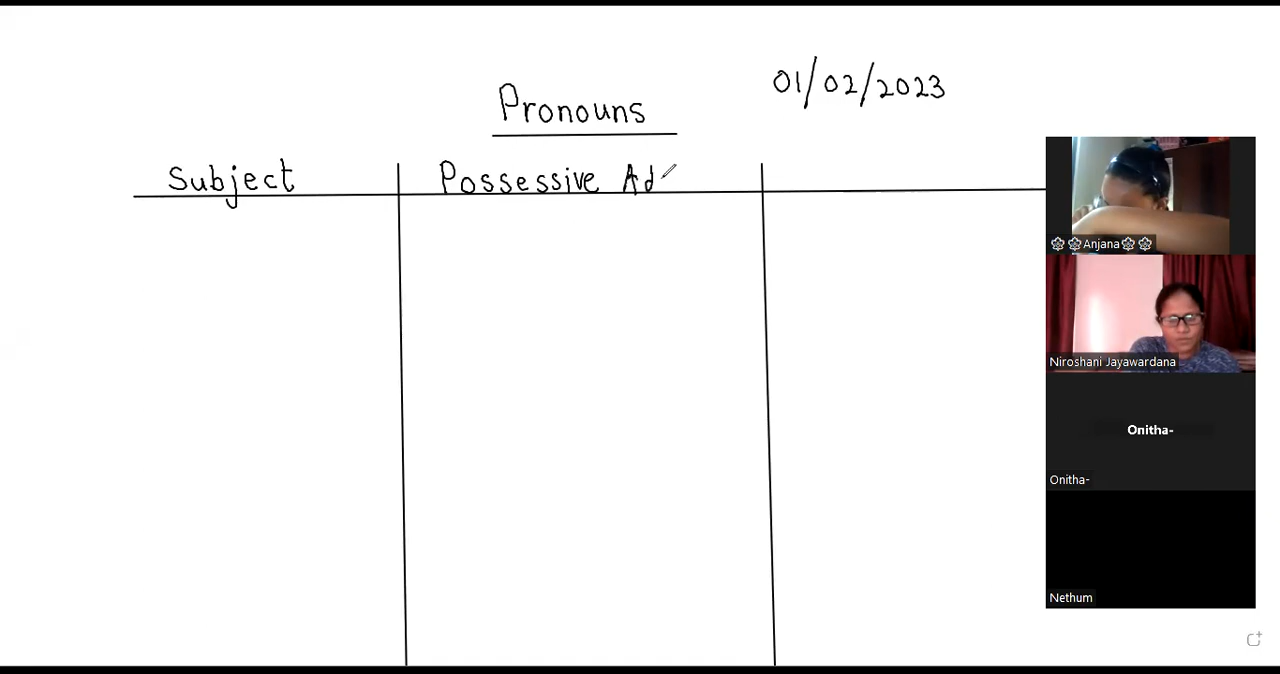 01/02/2023
Pronouns
Subject
Possessive Ad
❀❀Anjana❀❀
Niroshani Jayawardana
Onitha-
Onitha-
Nethum